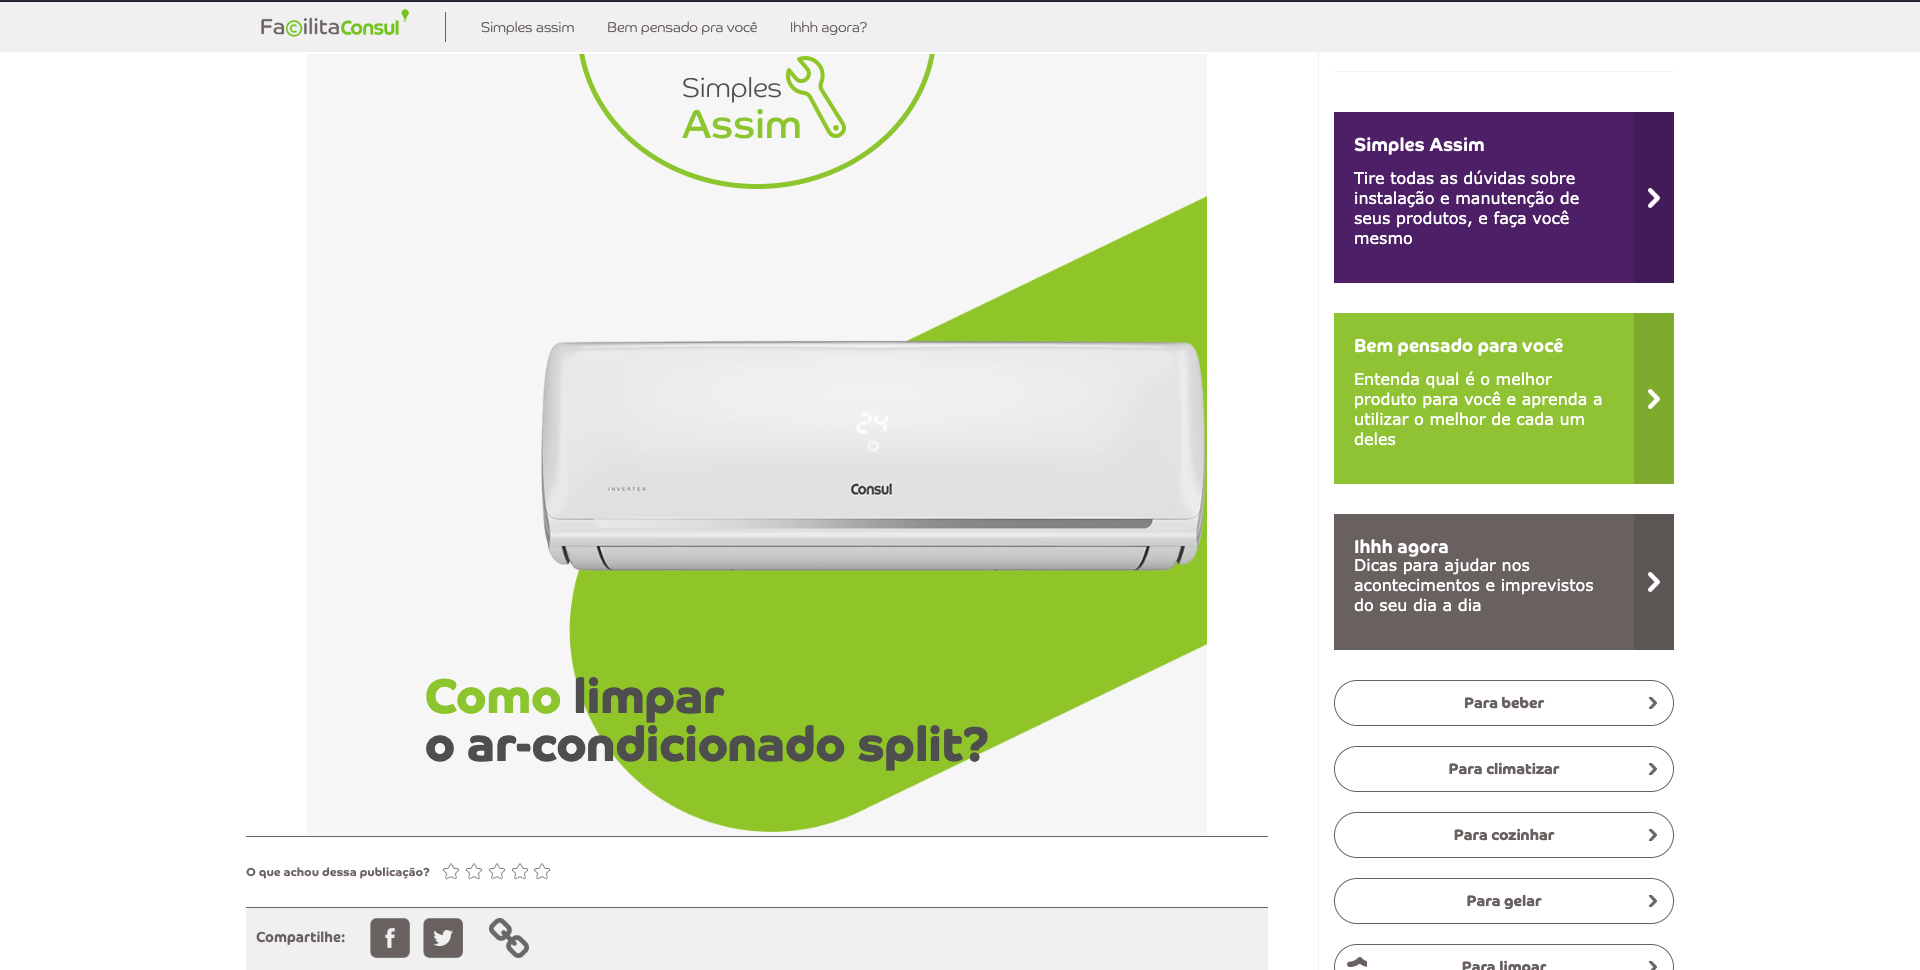 FacilitaConsul
Simples assim
Bem pensado pra você
Ihhh agora?
Simples
Assim
24
INVERTER
Consul
Como limpar
o ar-condicionado split?
O que achou dessa publicação?
Compartilhe:
Simples Assim
Tire todas as dúvidas sobre
instalação e manutenção de
seus produtos, e faça você
mesmo
Bem pensado para você
Entenda qual é o melhor
produto para você e aprenda a
utilizar o melhor de cada um
deles
Ihhh agora
Dicas para ajudar nos
acontecimentos e imprevistos
do seu dia a dia
Para beber
Para climatizar
Para cozinhar
Para gelar
Para limpar